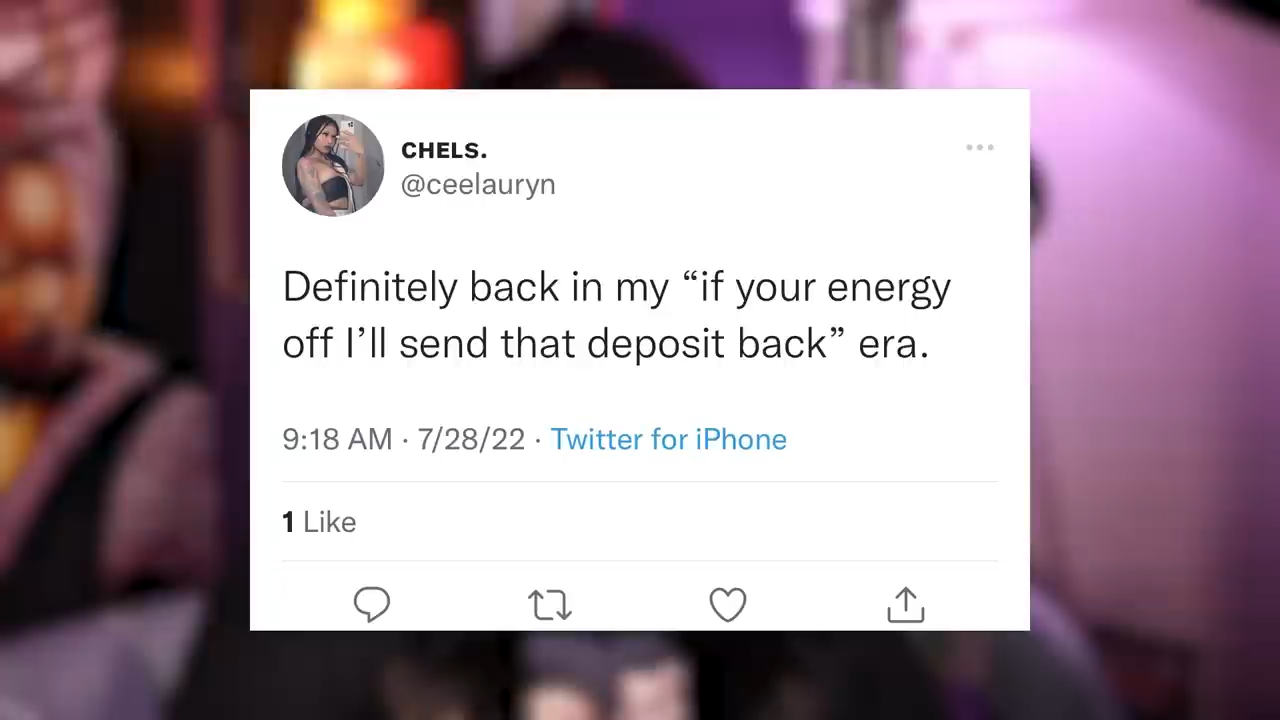 CHELS.
@ceelauryn
Definitely back in my “if your energy
off I’ll send that deposit back” era.
9:18 AM · 7/28/22 · Twitter for iPhone
1 Like